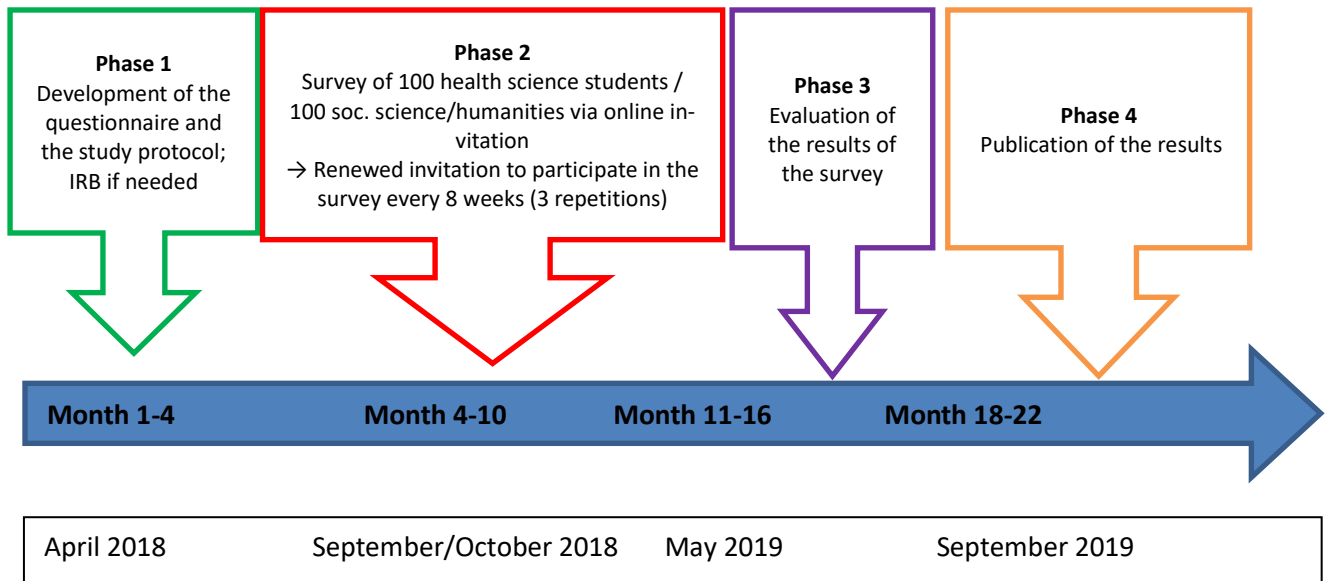 Phase 1
Development of the
questionnaire and
the study protocol;
IRB if needed
Phase 2
Survey of 100 health science students /
100 soc. science/humanities via online in-
vitation
→ Renewed invitation to participate in the
survey every 8 weeks (3 repetitions)
Phase 3
Evaluation of
the results of
the survey
Phase 4
Publication of the results
Month 1-4 Month 4-10 Month 11-16 Month 18-22
April 2018 September/October 2018 May 2019 September 2019